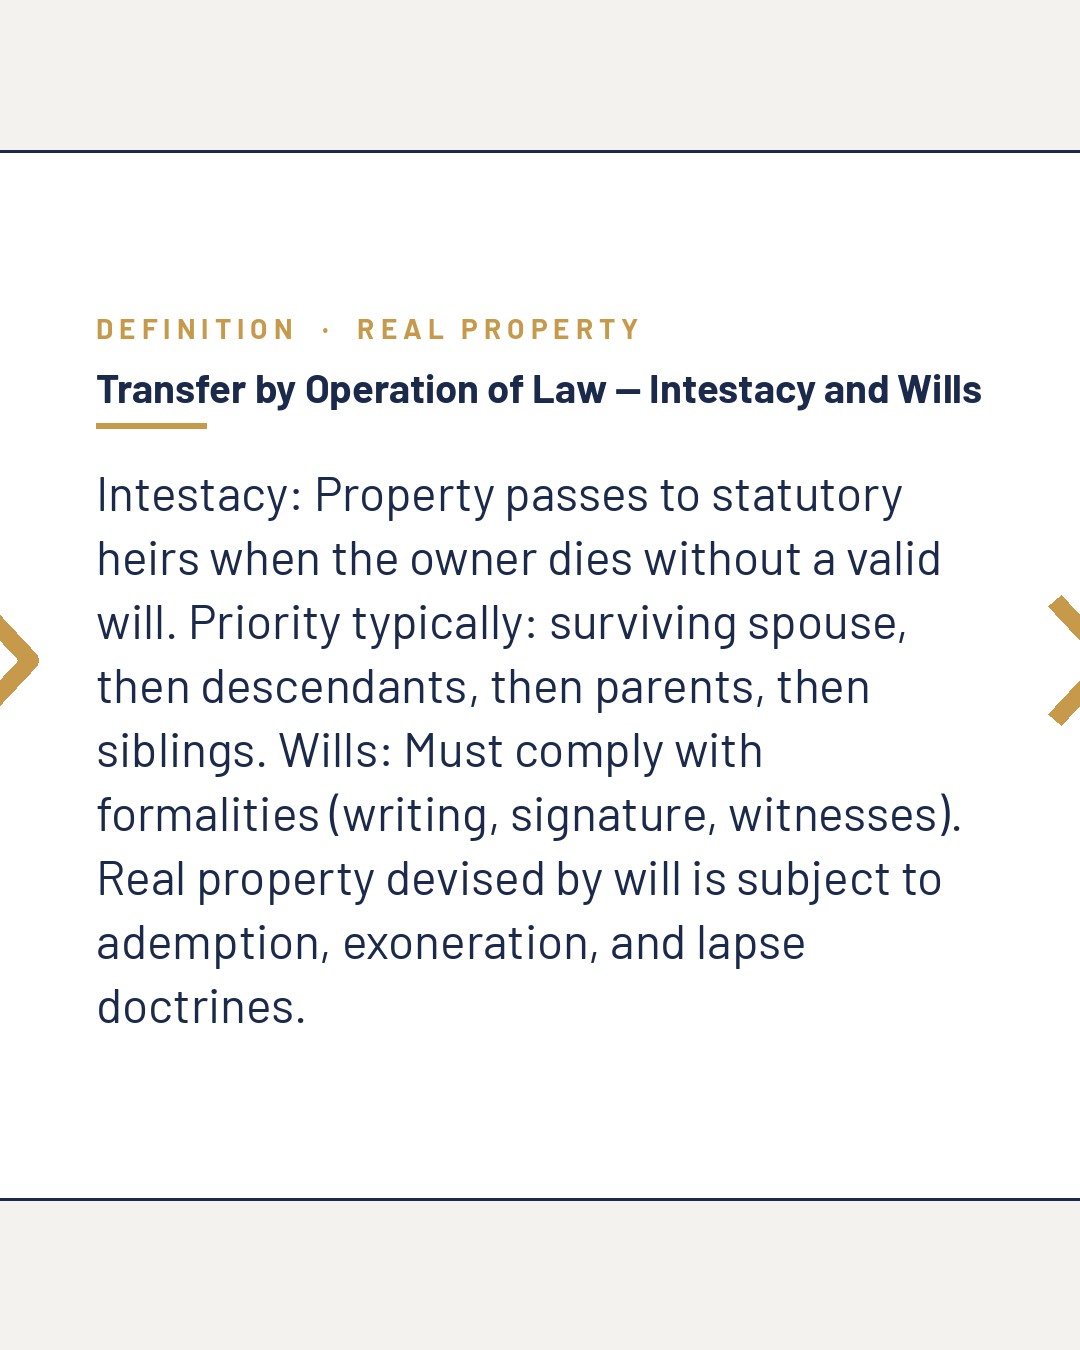 DEFINITION · REAL PROPERTY
Transfer by Operation of Law — Intestacy and Wills
Intestacy: Property passes to statutory
heirs when the owner dies without a valid
will. Priority typically: surviving spouse,
then descendants, then parents, then
siblings. Wills: Must comply with
formalities (writing, signature, witnesses).
Real property devised by will is subject to
ademption, exoneration, and lapse
doctrines.